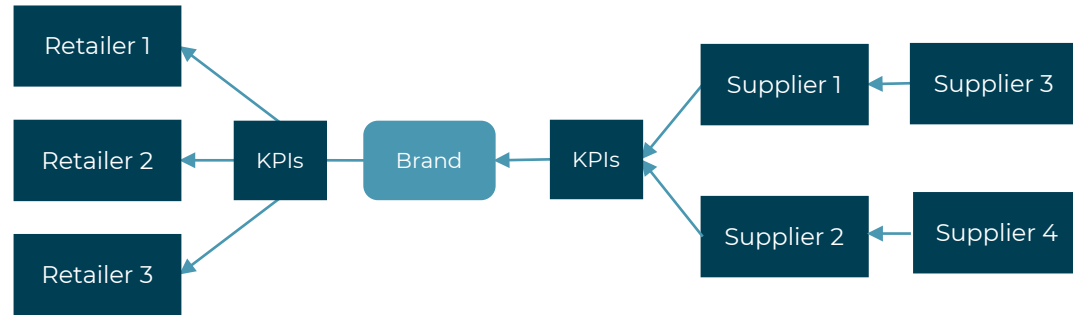 Retailer 1
Retailer 2
Retailer 3
KPIs
Brand
KPIs
Supplier 1
Supplier 2
Supplier 3
Supplier 4